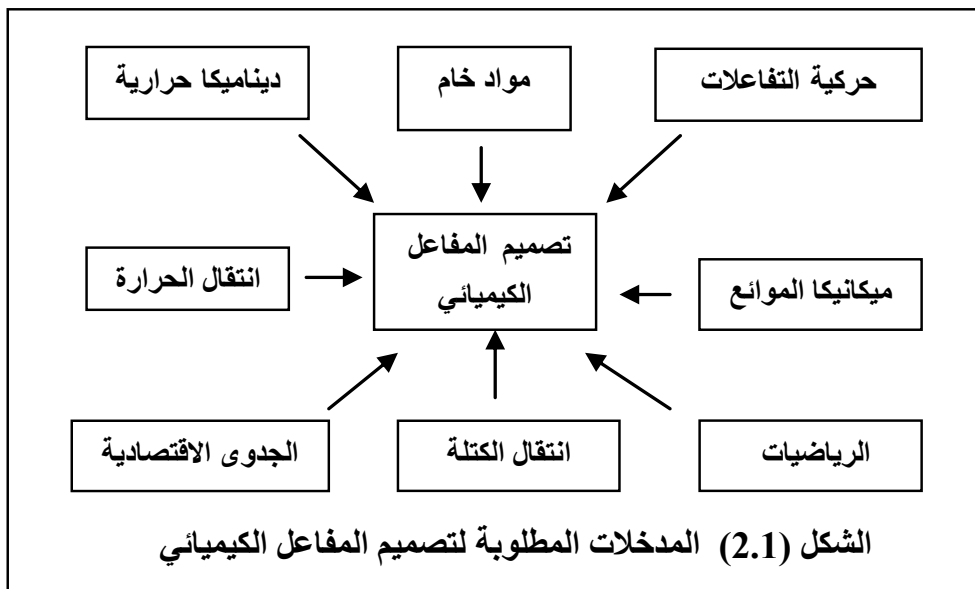 حركية التفاعلات
مواد خام
ديناميكا حرارية
تصميم المفاعل
الكيميائي
ميكانيكا الموائع
انتقال الحرارة
الرياضيات
انتقال الكتلة
الجدوى الاقتصادية
الشكل (2.1) المدخلات المطلوبة لتصميم المفاعل الكيميائي